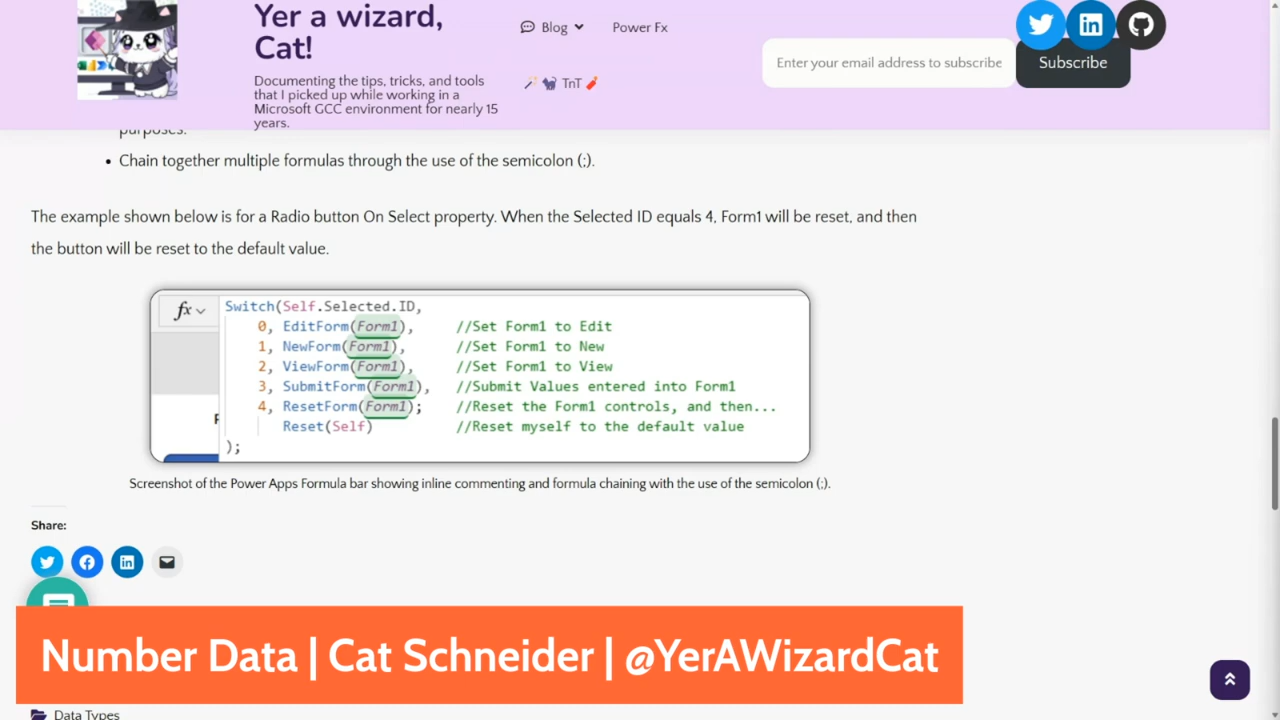 Yer a wizard,
Cat!
Documenting the tips, tricks, and tools
that I picked up while working in a
Microsoft GCC environment for nearly 15
years.
Blog
Power Fx
TnT
Enter your email address to subscribe
Subscribe
purposes.
• Chain together multiple formulas through the use of the semicolon (;).
The example shown below is for a Radio button On Select property. When the Selected ID equals 4, Form1 will be reset, and then
the button will be reset to the default value.
fx
Switch(Self.Selected.ID,
0, EditForm(Form1), //Set Form1 to Edit
1, NewForm(Form1), //Set Form1 to New
2, ViewForm(Form1), //Set Form1 to View
3, SubmitForm(Form1), //Submit Values entered into Form1
4, ResetForm(Form1); //Reset the Form1 controls, and then...
Reset(Self) //Reset myself to the default value
);
Screenshot of the Power Apps Formula bar showing inline commenting and formula chaining with the use of the semicolon (;).
Share:
Number Data | Cat Schneider | @YerAWizardCat
Data Types